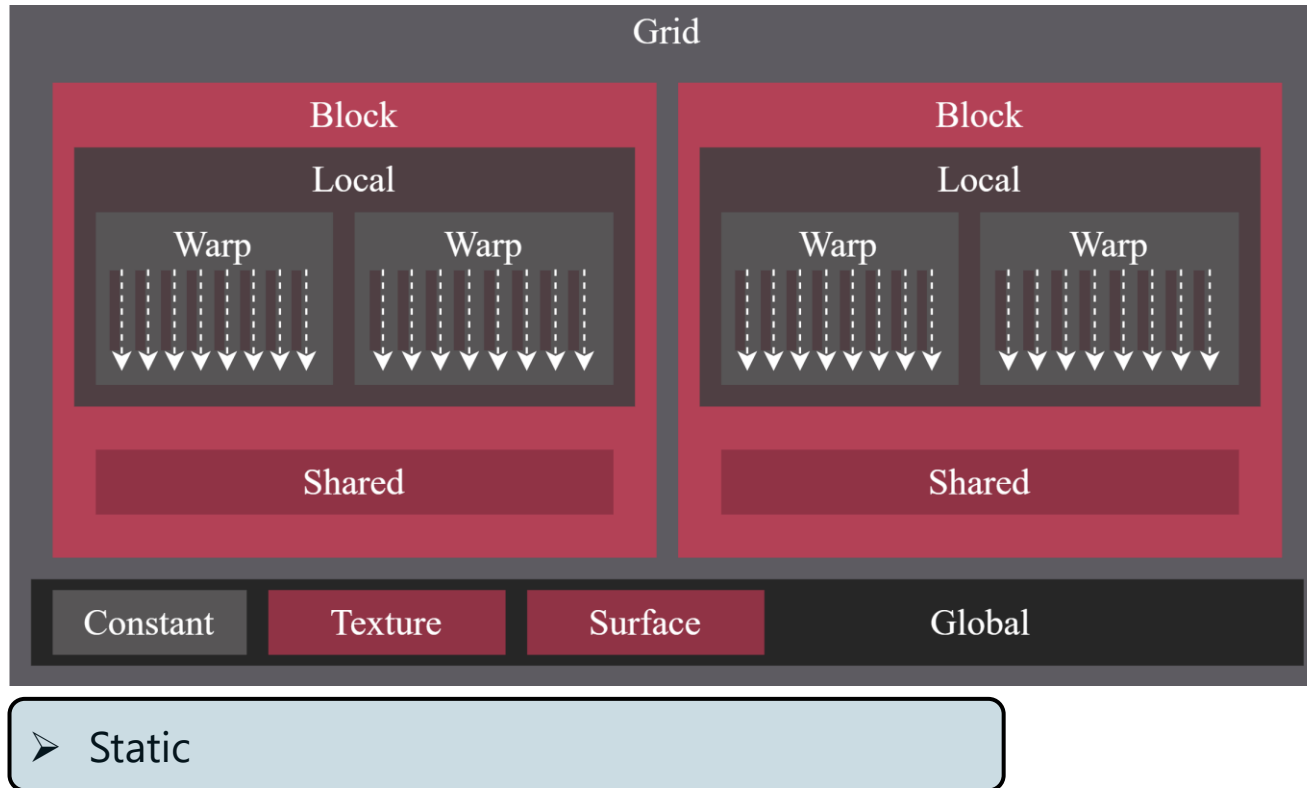 Grid
Block Block
Local Local
Warp Warp Warp Warp
Shared Shared
Constant Texture Surface Global
➢ Static